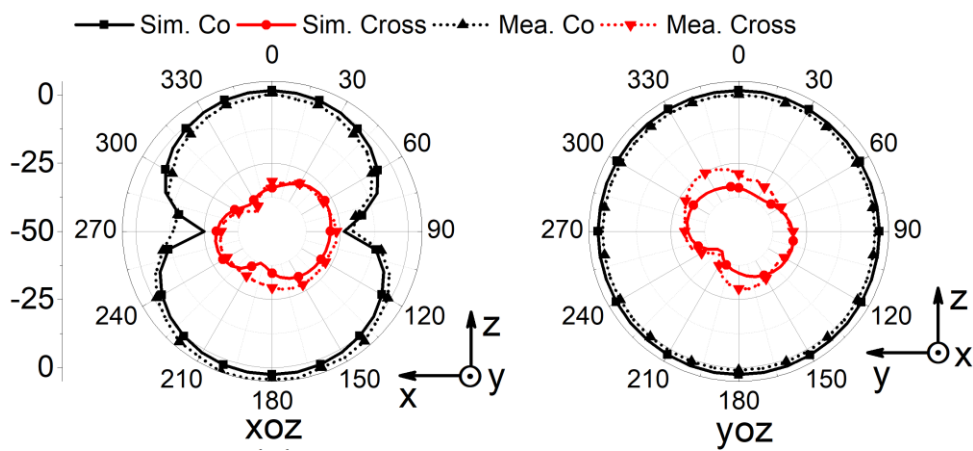 Sim. Co Sim. Cross Mea. Co Mea. Cross
0 0
330 30 330 30
0
300 60 300 60
-25
-50 270 90 270 90
-25
240 120 240 120
z z
0
210 150 x y 210 150 y x
180 180
xoz yoz